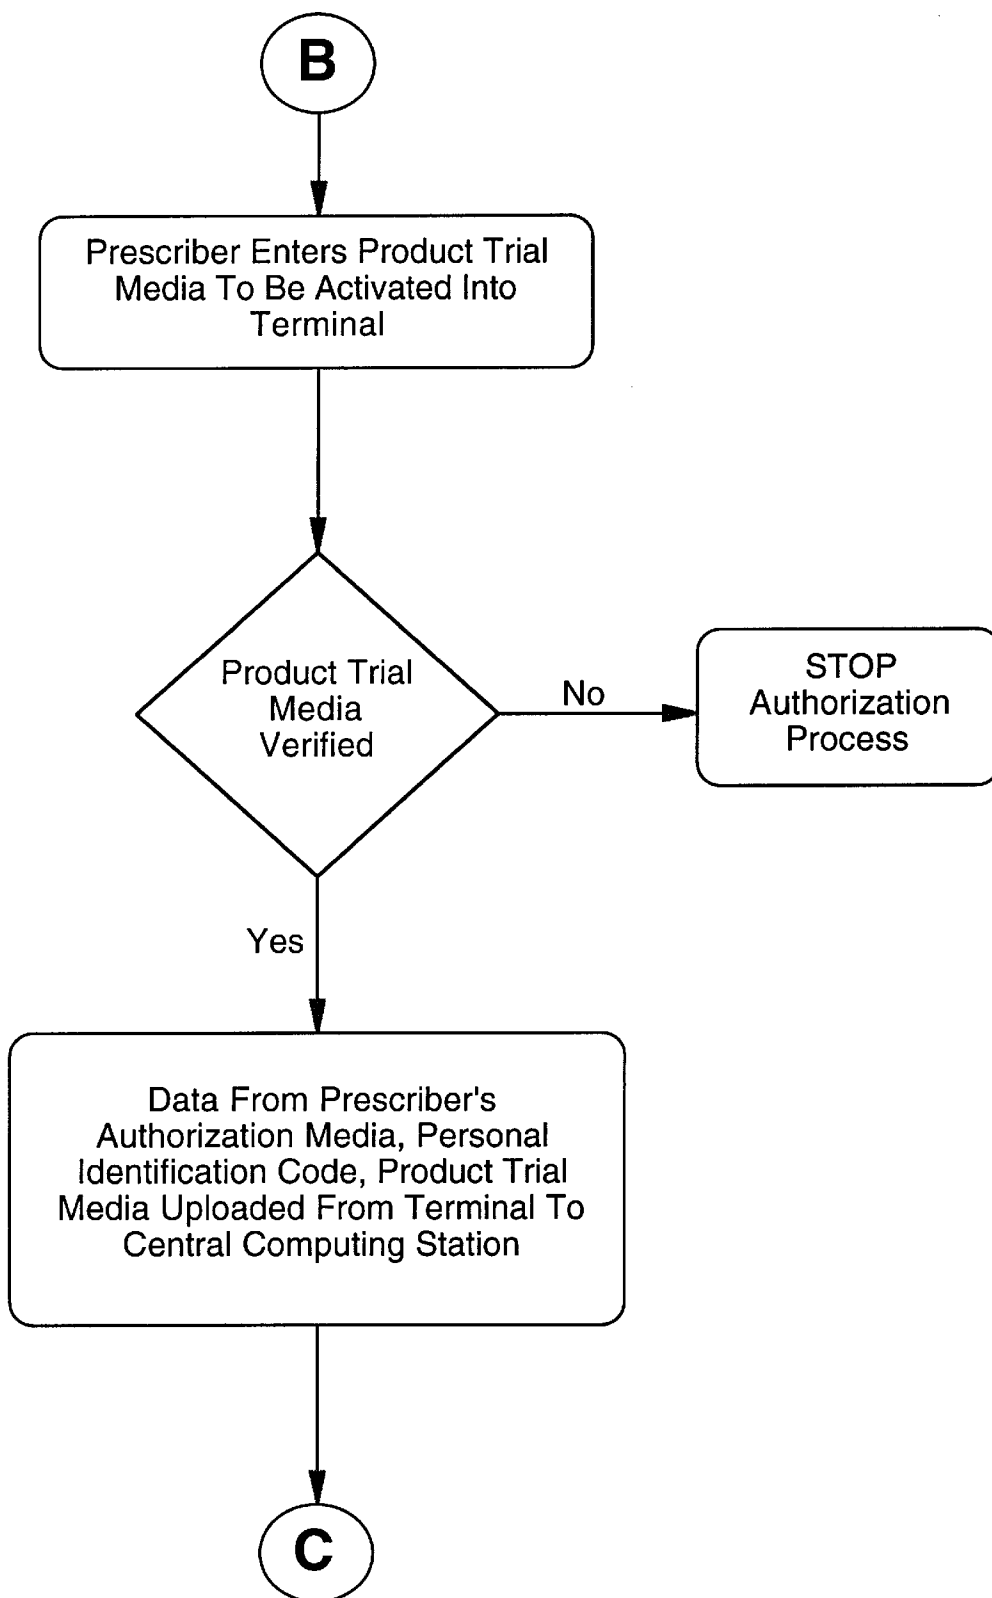 B
Prescriber Enters Product Trial
Media To Be Activated Into
Terminal
Product Trial
Media
Verified
No
STOP
Authorization
Process
Yes
Data From Prescriber's
Authorization Media, Personal
Identification Code, Product Trial
Media Uploaded From Terminal To
Central Computing Station
C